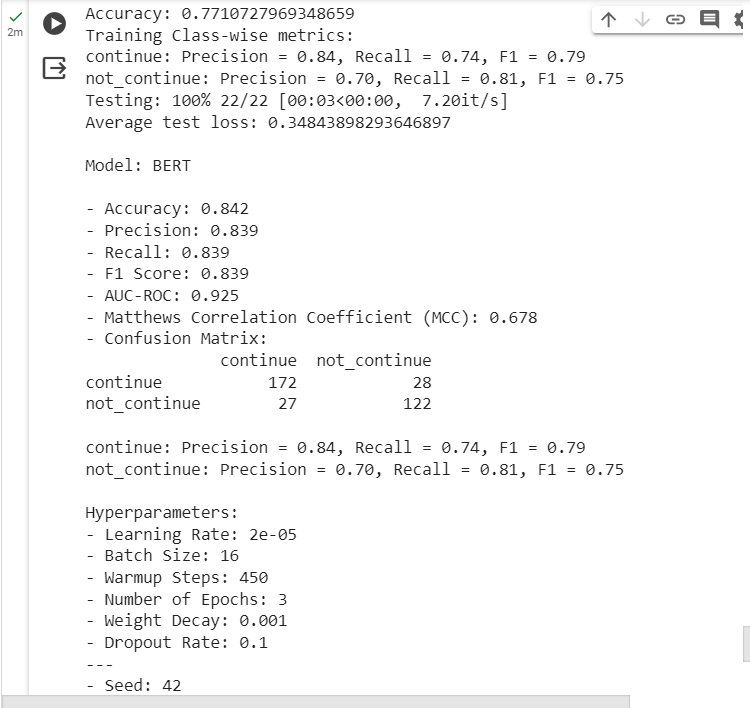 Accuracy: 0.7710727969348659
2m
Training Class-wise metrics:
continue: Precision = 0.84, Recall = 0.74, F1 = 0.79
not_continue: Precision = 0.70, Recall = 0.81, F1 = 0.75
Testing: 100% 22/22 [00:03<00:00,  7.20it/s]
Average test loss: 0.34843898293646897
Model: BERT
- Accuracy: 0.842
- Precision: 0.839
- Recall: 0.839
- F1 Score: 0.839
- AUC-ROC: 0.925
- Matthews Correlation Coefficient (MCC): 0.678
- Confusion Matrix:
continue  not_continue
continue 172 28
not_continue 27 122
continue: Precision = 0.84, Recall = 0.74, F1 = 0.79
not_continue: Precision = 0.70, Recall = 0.81, F1 = 0.75
Hyperparameters:
- Learning Rate: 2e-05
- Batch Size: 16
- Warmup Steps: 450
- Number of Epochs: 3
- Weight Decay: 0.001
- Dropout Rate: 0.1
---
- Seed: 42